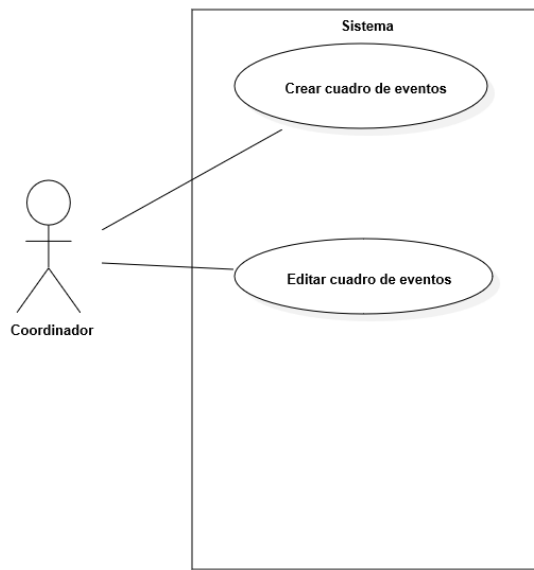 Sistema
Crear cuadro de eventos
Editar cuadro de eventos
Coordinador